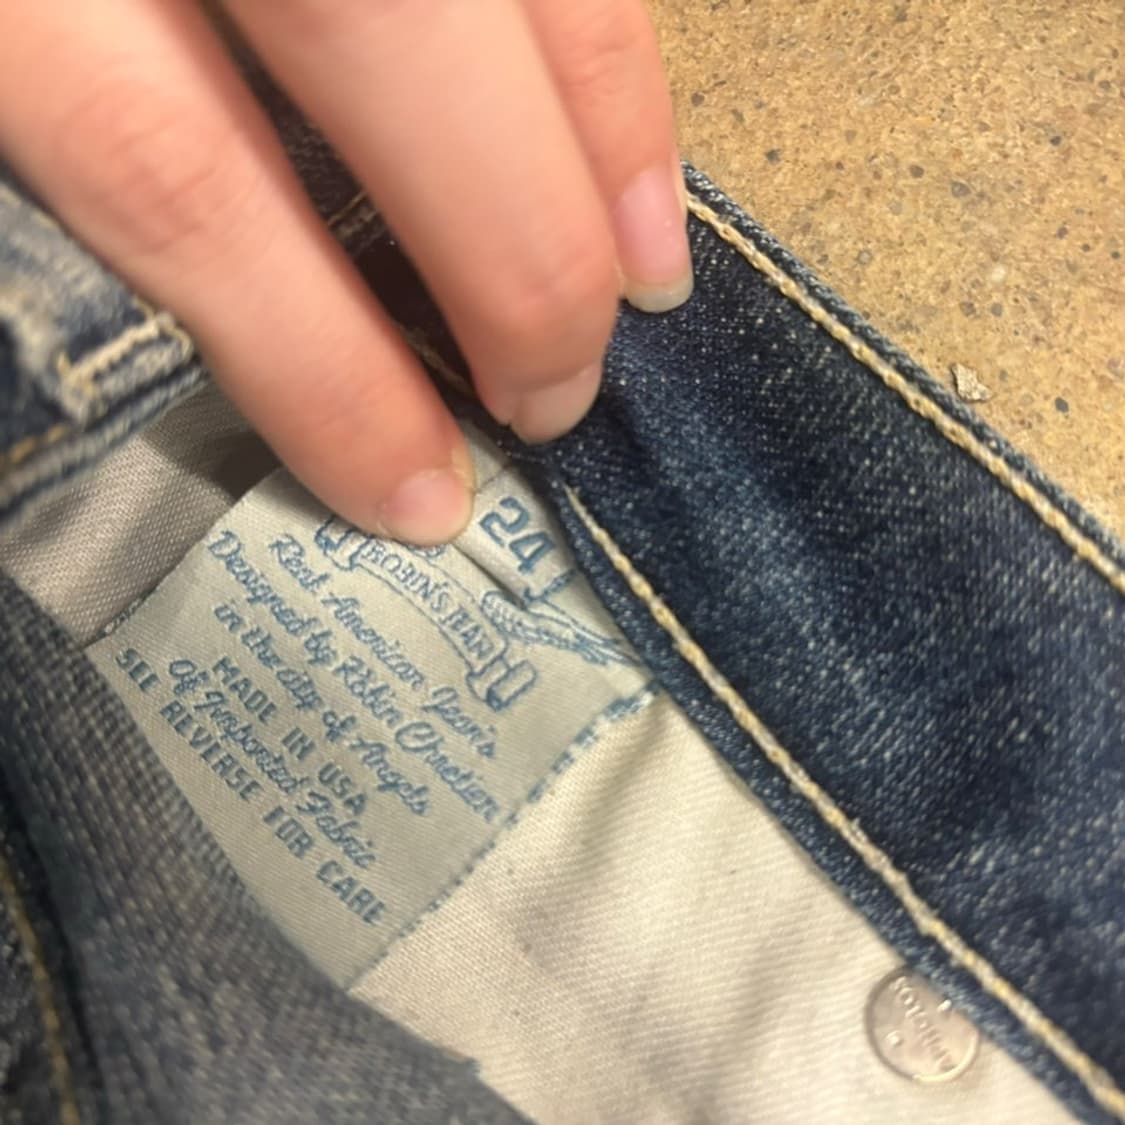 24
ROBIN'S JEAN
Real American Jean's
Designed by Robin Chretien
in the city of Angels
MADE IN USA
Of Imported Fabric
SEE REVERSE FOR CARE